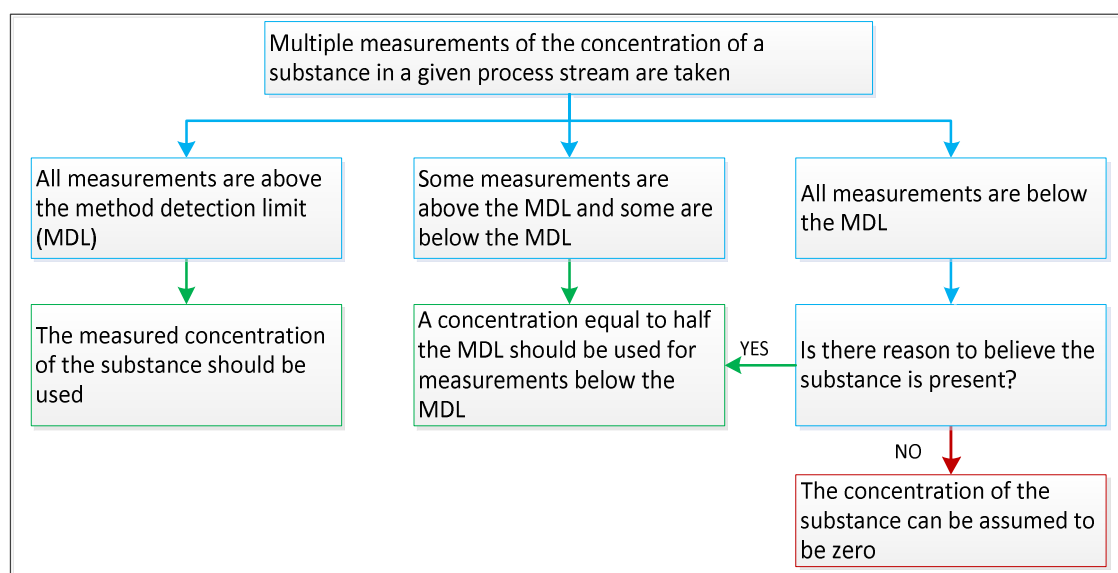 Multiple measurements of the concentration of a
substance in a given process stream are taken
All measurements are above
the method detection limit
(MDL)
Some measurements are
above the MDL and some are
below the MDL
All measurements are below
the MDL
The measured concentration
of the substance should be
used
A concentration equal to half
the MDL should be used for
measurements below the
MDL
YES
Is there reason to believe the
substance is present?
NO
The concentration of the
substance can be assumed to
be zero